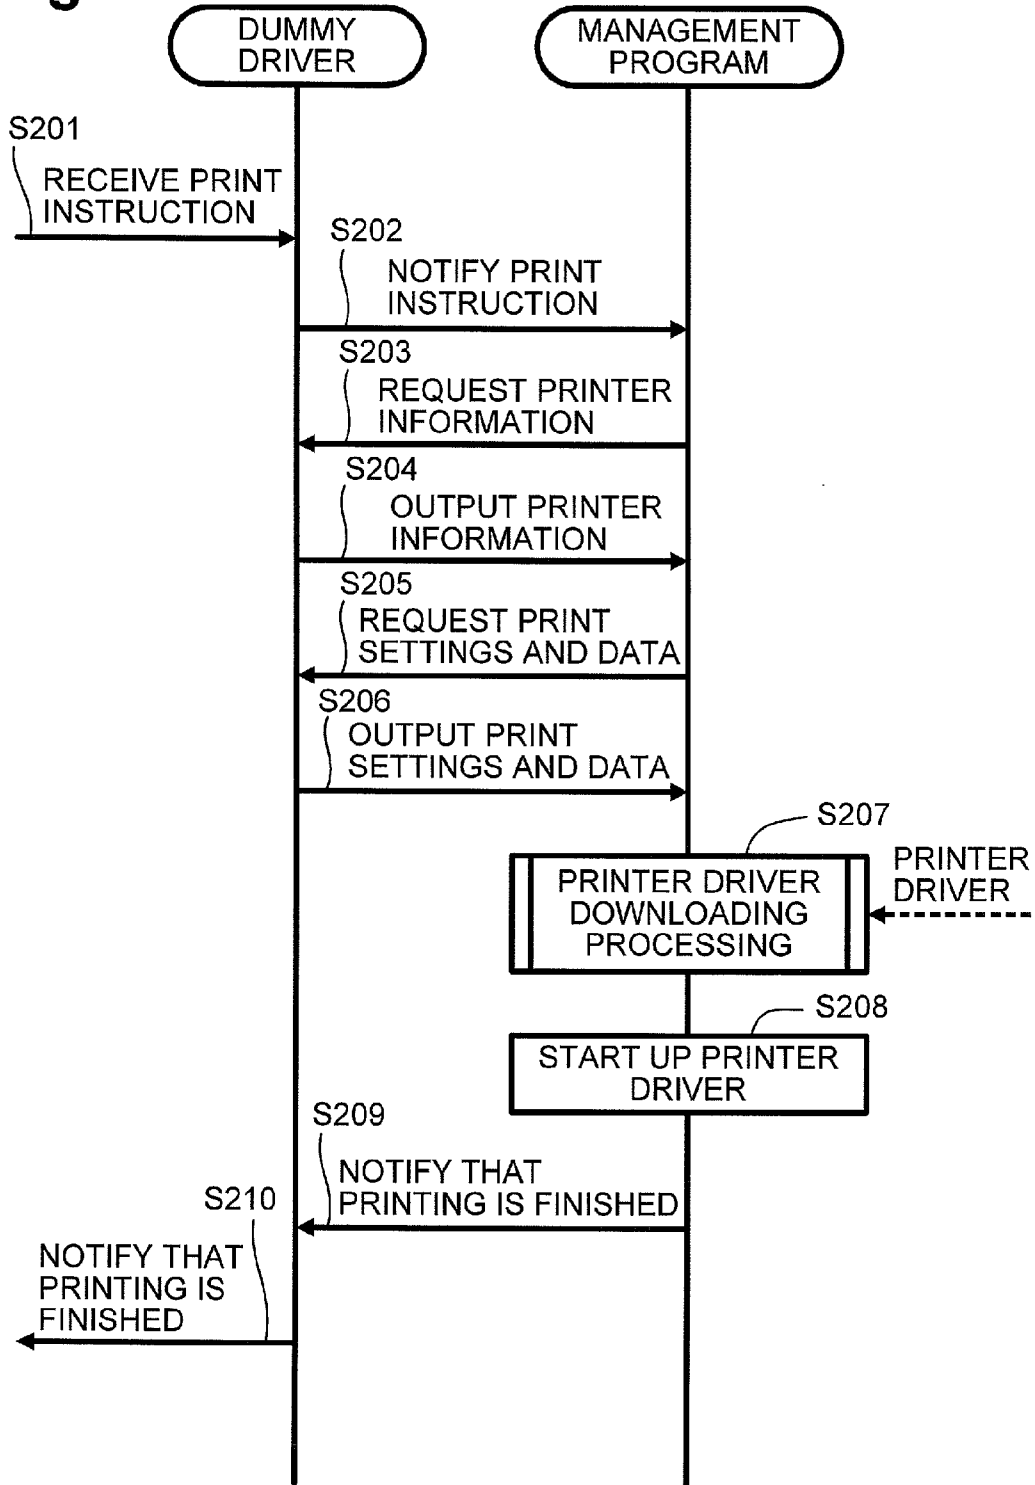 DUMMY
DRIVER
MANAGEMENT
PROGRAM
S201
RECEIVE PRINT
INSTRUCTION
S202
NOTIFY PRINT
INSTRUCTION
S203
REQUEST PRINTER
INFORMATION
S204
OUTPUT PRINTER
INFORMATION
S205
REQUEST PRINT
SETTINGS AND DATA
S206
OUTPUT PRINT
SETTINGS AND DATA
S207
PRINTER DRIVER
DOWNLOADING
PROCESSING
PRINTER
DRIVER
S208
START UP PRINTER
DRIVER
S209
NOTIFY THAT
PRINTING IS FINISHED
S210
NOTIFY THAT
PRINTING IS
FINISHED